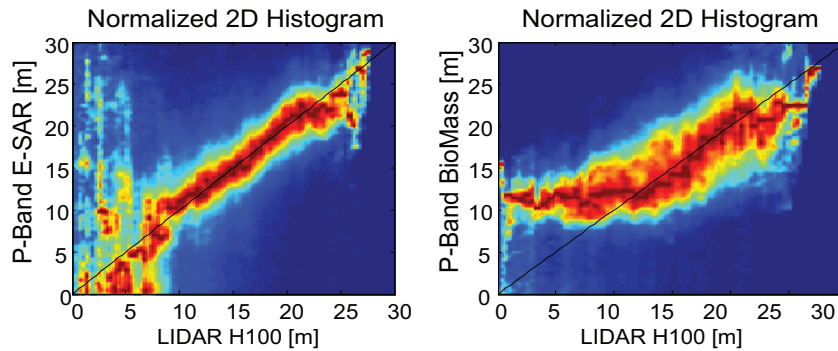 Normalized 2D Histogram
30
25
20
15
10
5
0
P-Band E-SAR [m]
0 5 10 15 20 25 30
LIDAR H100 [m]
Normalized 2D Histogram
30
25
20
15
10
5
0
P-Band BioMass [m]
0 5 10 15 20 25 30
LIDAR H100 [m]